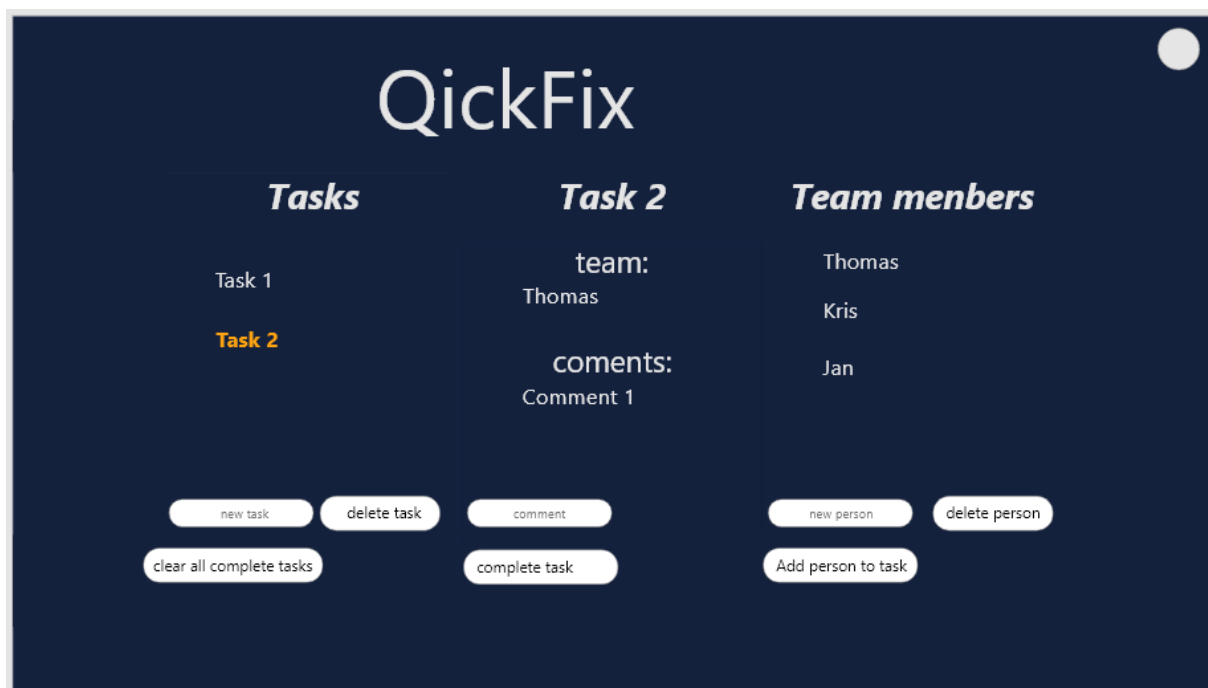 QickFix
Tasks
Task 1
Task 2
new task
delete task
clear all complete tasks
Task 2
team:
Thomas
coments:
Comment 1
comment
complete task
Team menbers
Thomas
Kris
Jan
new person
delete person
Add person to task